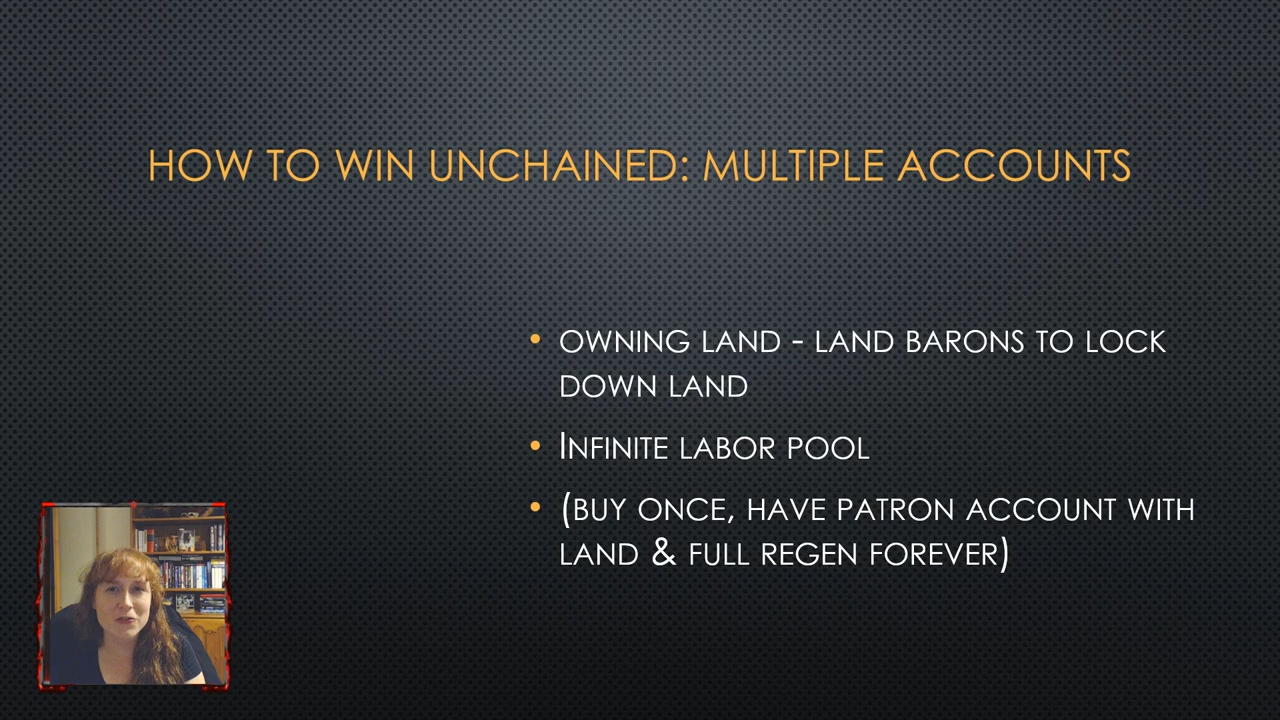 HOW TO WIN UNCHAINED: MULTIPLE ACCOUNTS
• OWNING LAND - LAND BARONS TO LOCK
DOWN LAND
• INFINITE LABOR POOL
• (BUY ONCE, HAVE PATRON ACCOUNT WITH
LAND & FULL REGEN FOREVER)